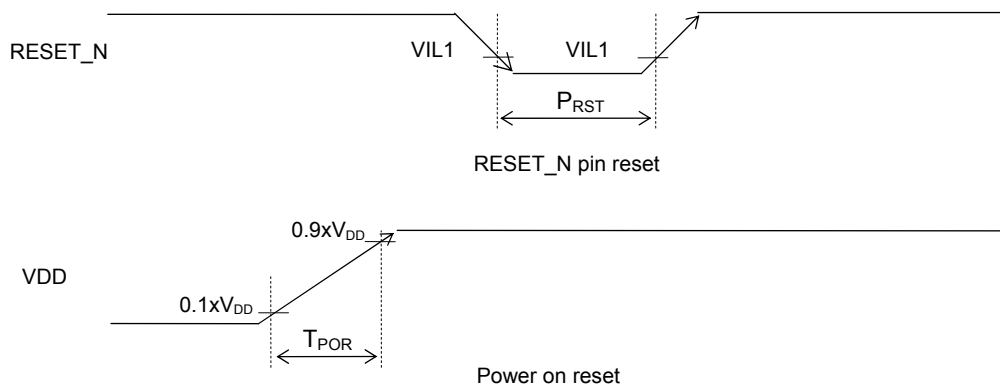 RESET_N
VIL1
VIL1
PRST
RESET_N pin reset
0.9xVDD
VDD
0.1xVDD
TPOR
Power on reset